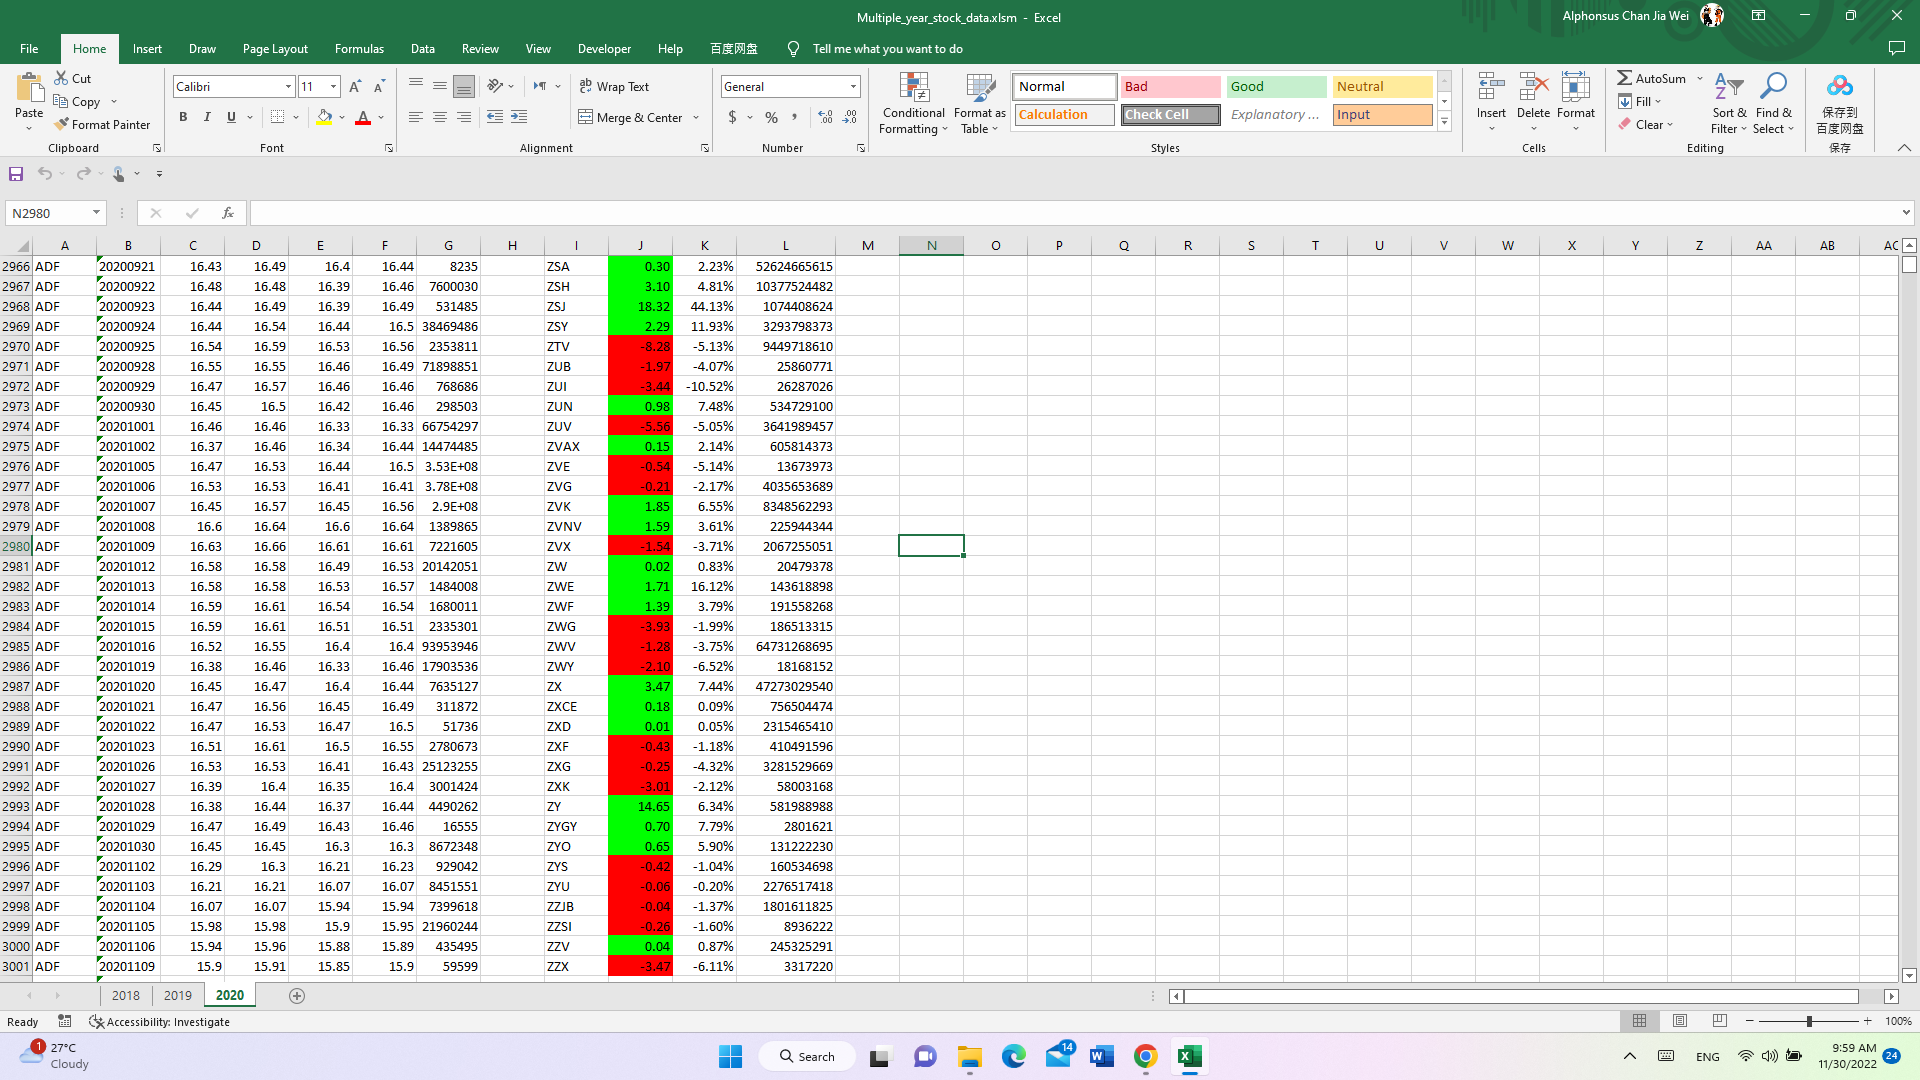 Multiple_year_stock_data.xlsm - Excel
Alphonsus Chan Jia Wei
File Home Insert Draw Page Layout Formulas Data Review View Developer Help 百度网盘 Tell me what you want to do
Paste
Cut
Copy
Format Painter
Clipboard
Calibri 11
B I U
Font
Wrap Text
Merge & Center
Alignment
General
$ %
Number
Conditional Formatting
Format as Table
Normal Bad Good Neutral
Calculation Check Cell Explanatory ... Input
Styles
Insert Delete Format
Cells
AutoSum
Fill
Clear
Sort & Filter
Find & Select
Editing
保存到
百度网盘
保存
N2980 fx
A B C D E F G H I J K L M N O P Q R S T U V W X Y Z AA AB AC
2966 ADF 20200921 16.43 16.49 16.4 16.44 8235 ZSA 0.30 2.23% 52624665615
2967 ADF 20200922 16.48 16.48 16.39 16.46 7600030 ZSH 3.10 4.81% 10377524482
2968 ADF 20200923 16.44 16.49 16.39 16.49 531485 ZSJ 18.32 44.13% 1074408624
2969 ADF 20200924 16.44 16.54 16.44 16.5 38469486 ZSY 2.29 11.93% 3293798373
2970 ADF 20200925 16.54 16.59 16.53 16.56 2353811 ZTV -8.28 -5.13% 9449718610
2971 ADF 20200928 16.55 16.55 16.46 16.49 71898851 ZUB -1.97 -4.07% 25860771
2972 ADF 20200929 16.47 16.57 16.46 16.46 768686 ZUI -3.44 -10.52% 26287026
2973 ADF 20200930 16.45 16.5 16.42 16.46 298503 ZUN 0.98 7.48% 534729100
2974 ADF 20201001 16.46 16.46 16.33 16.33 66754297 ZUV -5.56 -5.05% 3641989457
2975 ADF 20201002 16.37 16.46 16.34 16.44 14474485 ZVAX 0.15 2.14% 605814373
2976 ADF 20201005 16.47 16.53 16.44 16.5 3.53E+08 ZVE -0.54 -5.14% 13673973
2977 ADF 20201006 16.53 16.53 16.41 16.41 3.78E+08 ZVG -0.21 -2.17% 4035653689
2978 ADF 20201007 16.45 16.57 16.45 16.56 2.9E+08 ZVK 1.85 6.55% 8348562293
2979 ADF 20201008 16.6 16.64 16.6 16.64 1389865 ZVNV 1.59 3.61% 225944344
2980 ADF 20201009 16.63 16.66 16.61 16.61 7221605 ZVX -1.54 -3.71% 2067255051
2981 ADF 20201012 16.58 16.58 16.49 16.53 20142051 ZW 0.02 0.83% 20479378
2982 ADF 20201013 16.58 16.58 16.53 16.57 1484008 ZWE 1.71 16.12% 143618898
2983 ADF 20201014 16.59 16.61 16.54 16.54 1680011 ZWF 1.39 3.79% 191558268
2984 ADF 20201015 16.59 16.61 16.51 16.51 2335301 ZWG -3.93 -1.99% 186513315
2985 ADF 20201016 16.52 16.55 16.4 16.4 93953946 ZWV -1.28 -3.75% 64731268695
2986 ADF 20201019 16.38 16.46 16.33 16.46 17903536 ZWY -2.10 -6.52% 18168152
2987 ADF 20201020 16.45 16.47 16.4 16.44 7635127 ZX 3.47 7.44% 47273029540
2988 ADF 20201021 16.47 16.56 16.45 16.49 311872 ZXCE 0.18 0.09% 756504474
2989 ADF 20201022 16.47 16.53 16.47 16.5 51736 ZXD 0.01 0.05% 2315465410
2990 ADF 20201023 16.51 16.61 16.5 16.55 2780673 ZXF -0.43 -1.18% 410491596
2991 ADF 20201026 16.53 16.53 16.41 16.43 25123255 ZXG -0.25 -4.32% 3281529669
2992 ADF 20201027 16.39 16.4 16.35 16.4 3001424 ZXK -3.01 -2.12% 58003168
2993 ADF 20201028 16.38 16.44 16.37 16.44 4490262 ZY 14.65 6.34% 581988988
2994 ADF 20201029 16.47 16.49 16.43 16.46 16555 ZYGY 0.70 7.79% 2801621
2995 ADF 20201030 16.45 16.45 16.3 16.3 8672348 ZYO 0.65 5.90% 131222230
2996 ADF 20201102 16.29 16.3 16.21 16.23 929042 ZYS -0.42 -1.04% 160534698
2997 ADF 20201103 16.21 16.21 16.07 16.07 8451551 ZYU -0.06 -0.20% 2276517418
2998 ADF 20201104 16.07 16.07 15.94 15.94 7399618 ZZJB -0.04 -1.37% 1801611825
2999 ADF 20201105 15.98 15.98 15.9 15.95 21960244 ZZSI -0.26 -1.60% 8936222
3000 ADF 20201106 15.94 15.96 15.88 15.89 435495 ZZV 0.04 0.87% 245325291
3001 ADF 20201109 15.9 15.91 15.85 15.9 59599 ZZX -3.47 -6.11% 3317220
2018 2019 2020
Ready Accessibility: Investigate 100%
1 27°C
Cloudy
Search
14
ENG
9:59 AM
11/30/2022
24